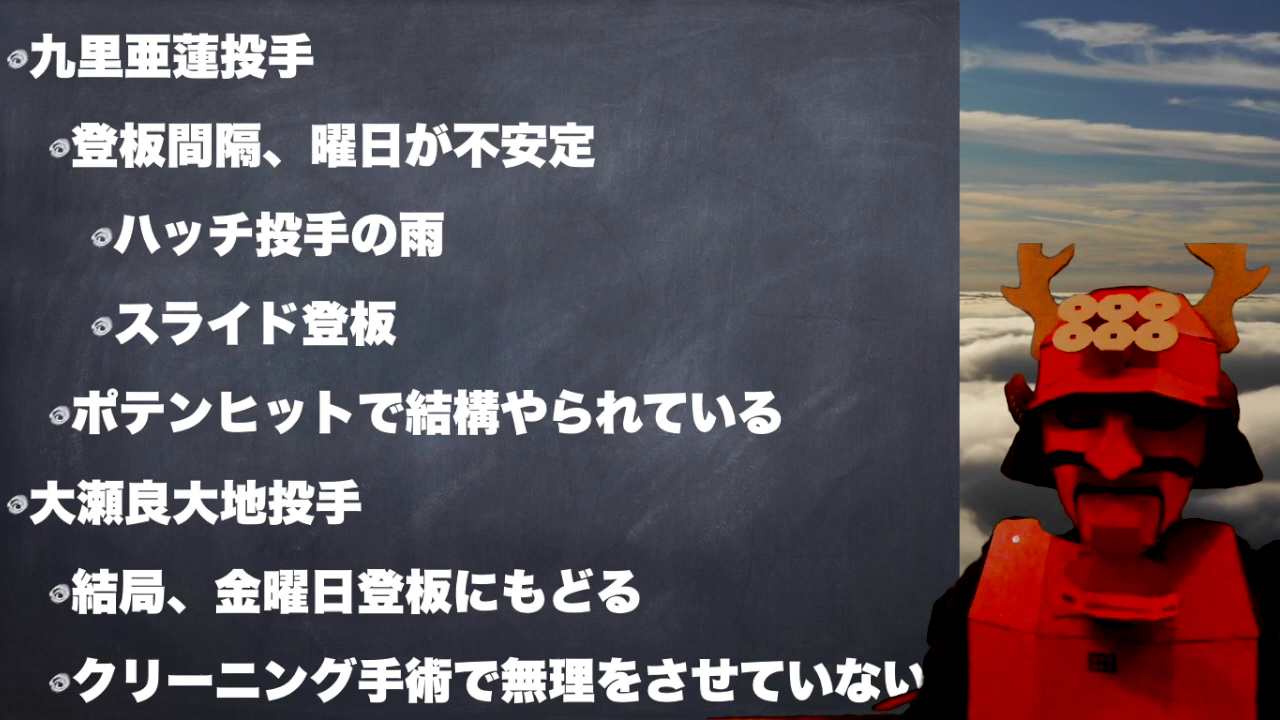 九里亜蓮投手
登板間隔、曜日が不安定
ハッチ投手の雨
スライド登板
ポテンヒットで結構やられている
大瀬良大地投手
結局、金曜日登板にもどる
クリーニング手術で無理をさせていない